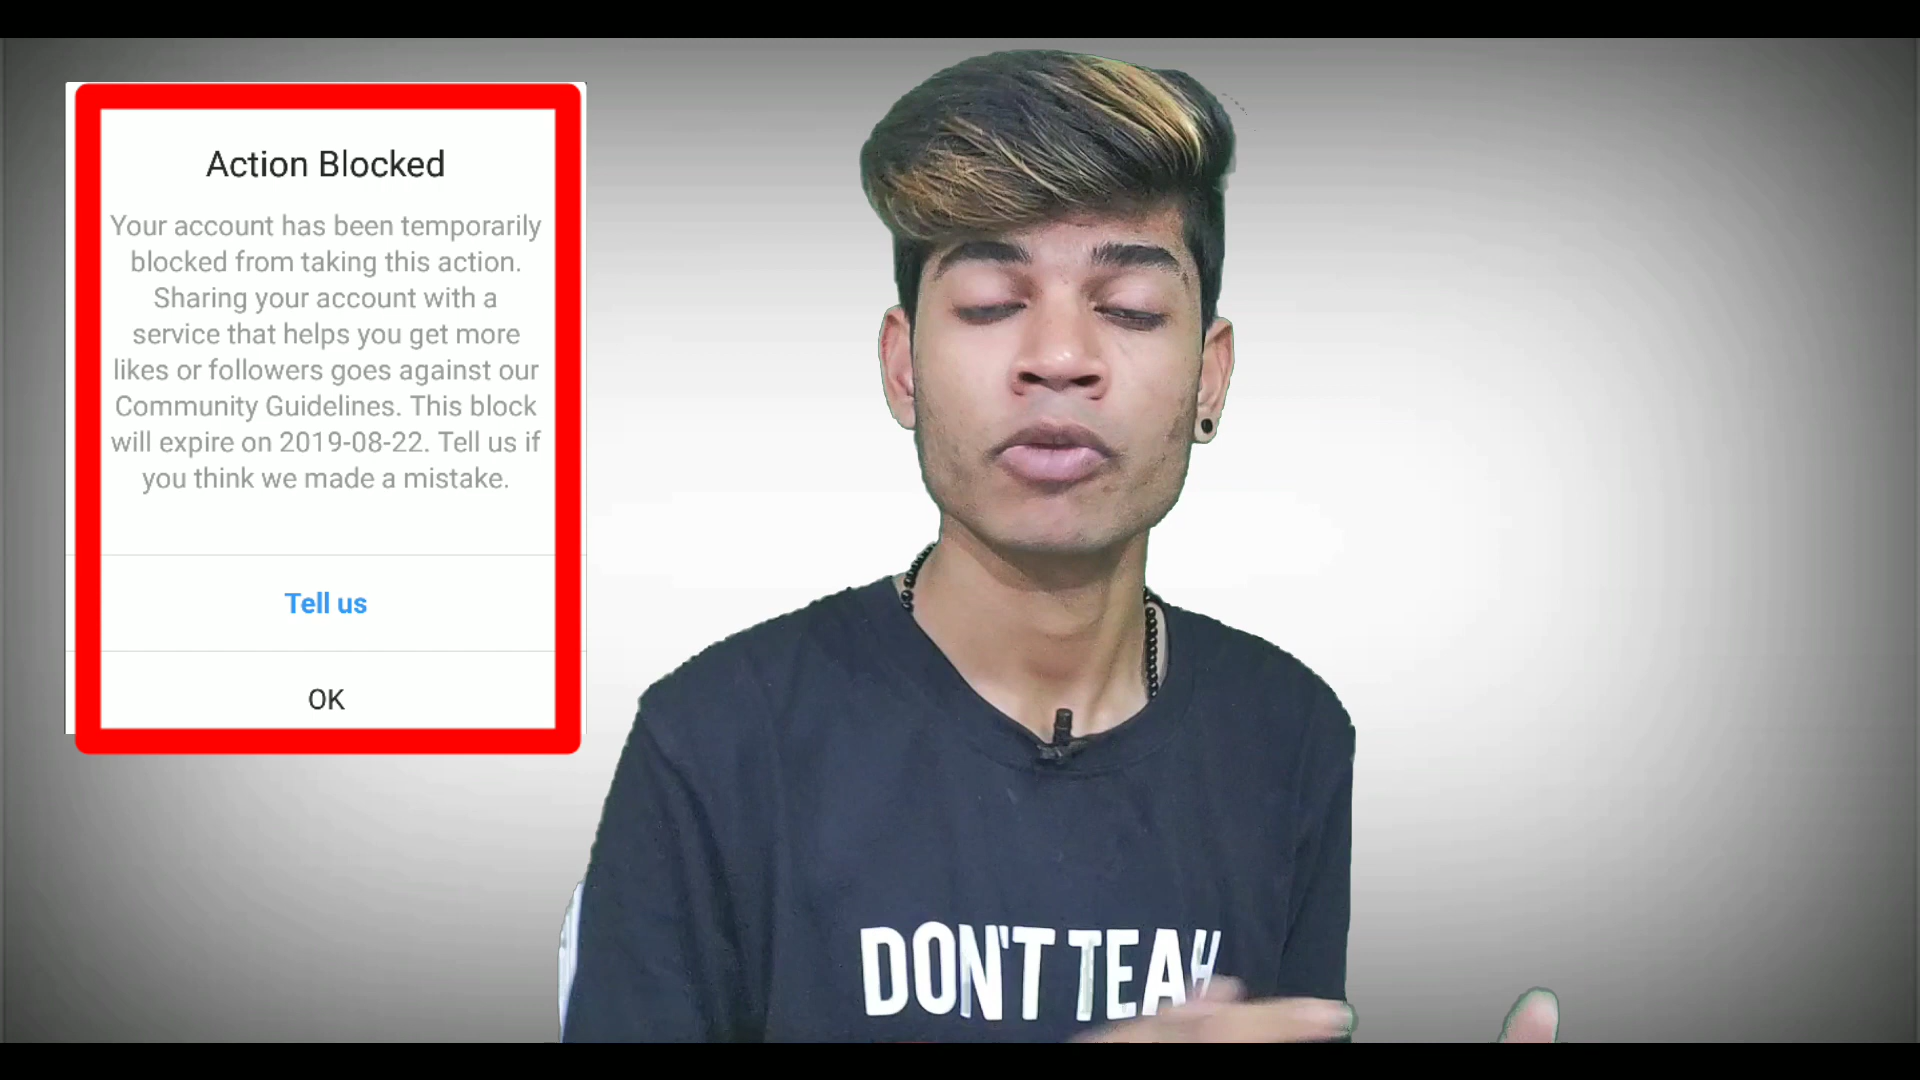 Action Blocked
Your account has been temporarily
blocked from taking this action.
Sharing your account with a
service that helps you get more
likes or followers goes against our
Community Guidelines. This block
will expire on 2019-08-22. Tell us if
you think we made a mistake.
Tell us
OK
DON'T TEAH